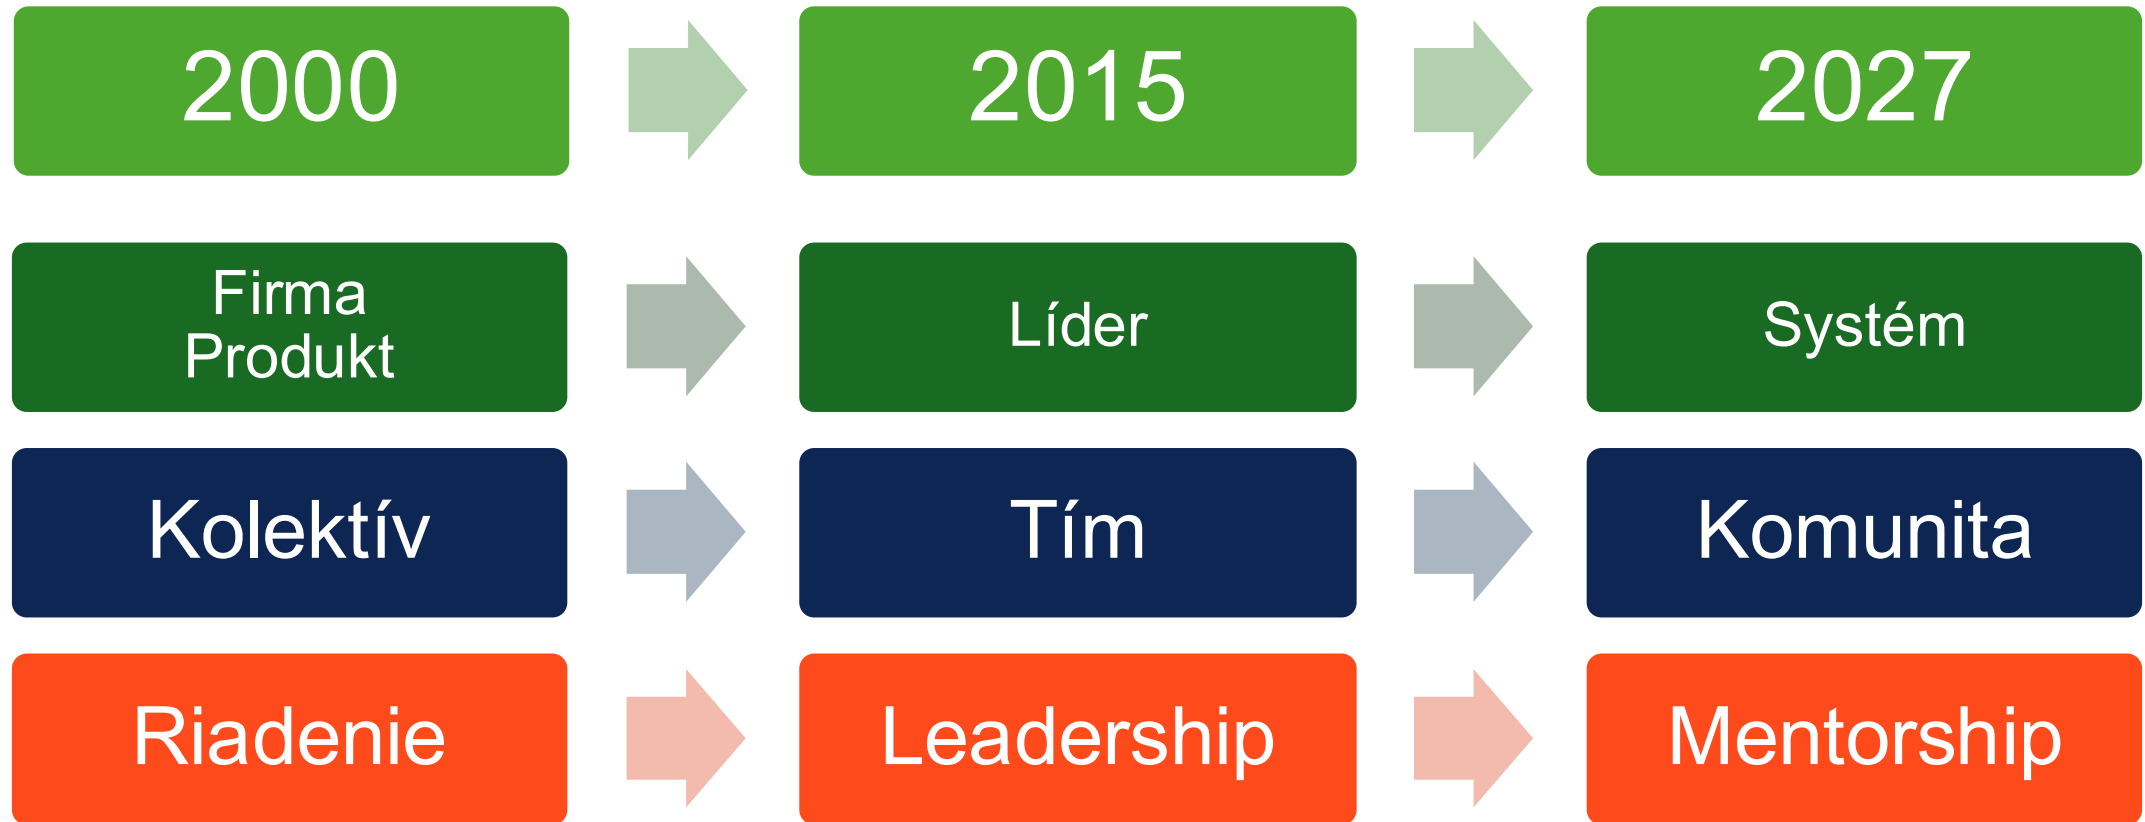 2000
2015
2027
Firma
Produkt
Líder
Systém
Kolektív
Tím
Komunita
Riadenie
Leadership
Mentorship